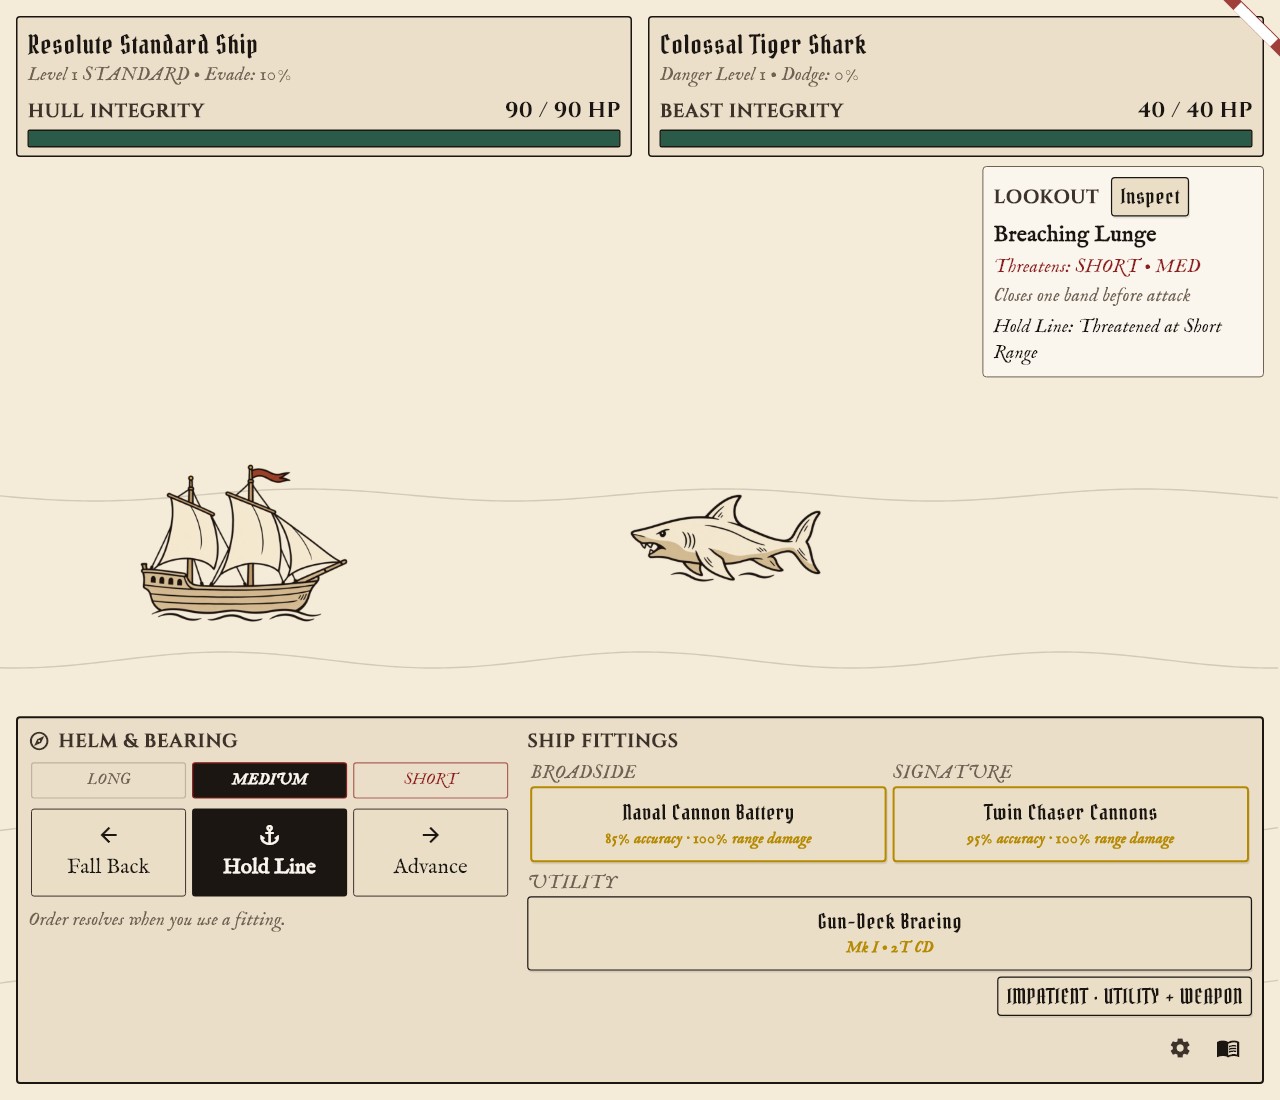 Resolute Standard Ship
Level 1 STANDARD • Evade: 10%
HULL INTEGRITY 90 / 90 HP
Colossal Tiger Shark
Danger Level 1 • Dodge: 0%
BEAST INTEGRITY 40 / 40 HP
LOOKOUT Inspect
Breaching Lunge
Threatens: SHORT • MED
Closes one band before attack
Hold Line: Threatened at Short
Range
HELM & BEARING
LONG MEDIUM SHORT
Fall Back Hold Line Advance
Order resolves when you use a fitting.
SHIP FITTINGS
BROADSIDE SIGNATURE
Naval Cannon Battery Twin Chaser Cannons
85% accuracy · 100% range damage 95% accuracy · 100% range damage
UTILITY
Gun-Deck Bracing
Mk I • 2T CD
IMPATIENT · UTILITY + WEAPON